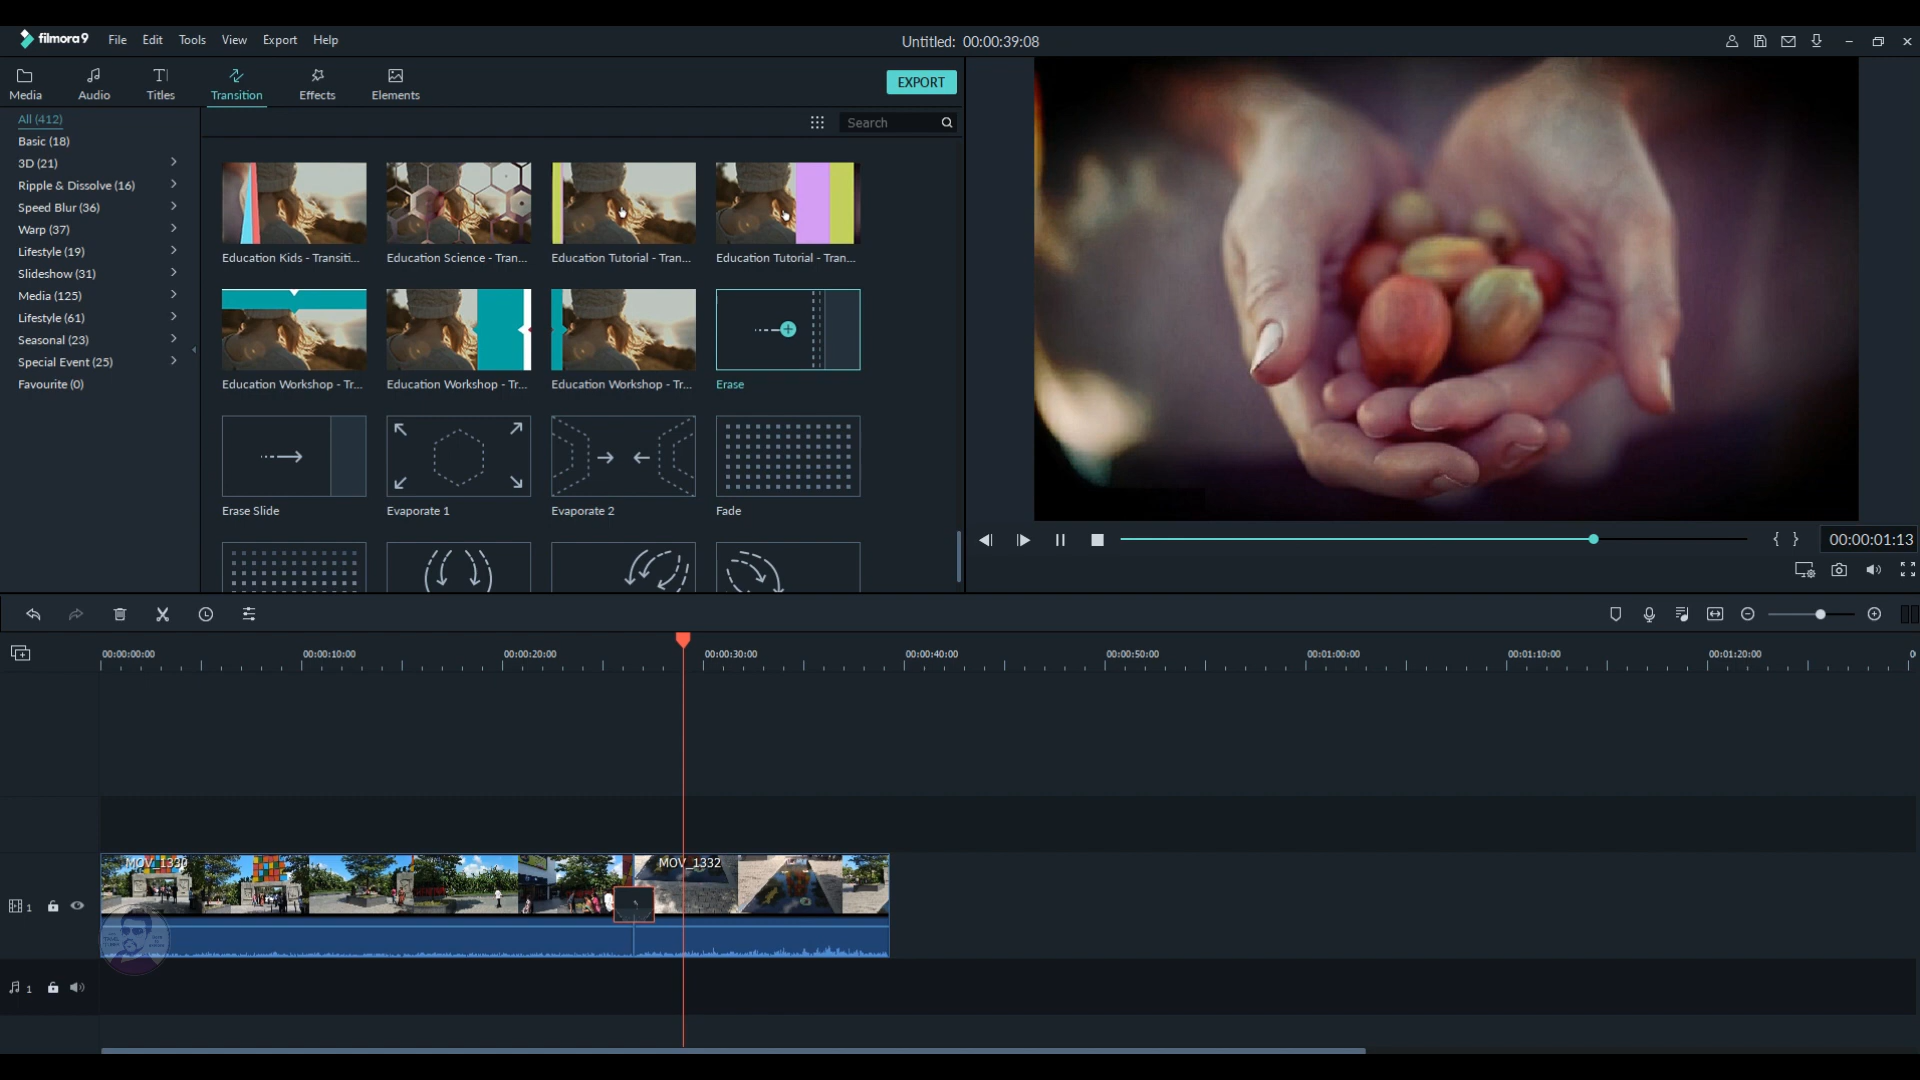 filmora9 File Edit Tools View Export Help
Untitled: 00:00:39:08
Media Audio Titles Transition Effects Elements
EXPORT
All (412)
Basic (18)
3D (21)
Ripple & Dissolve (16)
Speed Blur (36)
Warp (37)
Lifestyle (19)
Slideshow (31)
Media (125)
Lifestyle (61)
Seasonal (23)
Special Event (25)
Favourite (0)
Search
Education Kids - Transiti...
Education Science - Tran...
Education Tutorial - Tran...
Education Tutorial - Tran...
Education Workshop - Tr...
Education Workshop - Tr...
Education Workshop - Tr...
Erase
Erase Slide
Evaporate 1
Evaporate 2
Fade
{ } 00:00:01:13
00:00:00:00 00:00:10:00 00:00:20:00 00:00:30:00 00:00:40:00 00:00:50:00 00:01:00:00 00:01:10:00 00:01:20:00 0
MOV_1330
MOV_1332
1
1